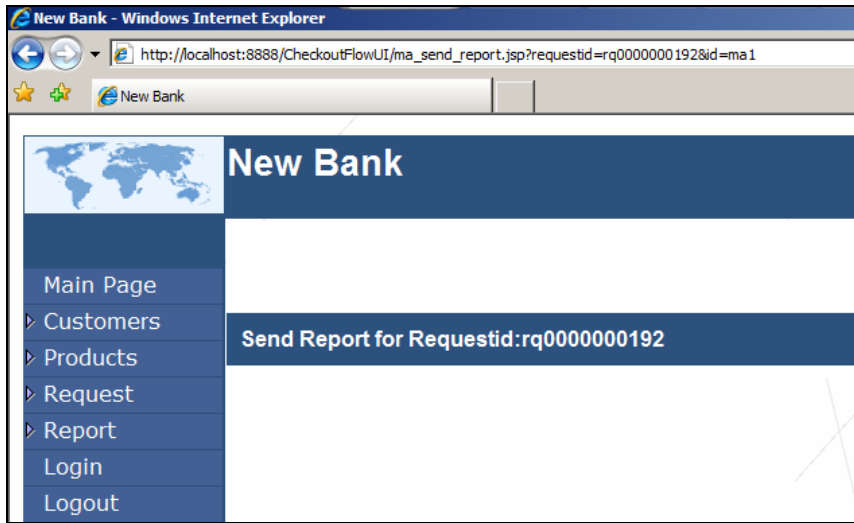 New Bank - Windows Internet Explorer
http://localhost:8888/CheckoutFlowUI/ma_send_report.jsp?requestid=rq0000000192&id=ma1
New Bank
New Bank
Main Page
Customers
Send Report for Requestid:rq0000000192
Products
Request
Report
Login
Logout